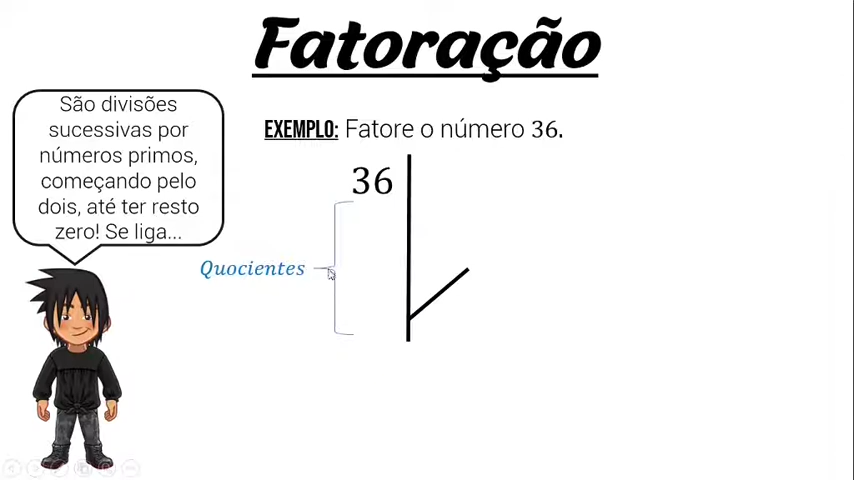 Fatoração
São divisões
sucessivas por
números primos,
começando pelo
dois, até ter resto
zero! Se liga...
EXEMPLO: Fatore o número 36.
36
Quocientes